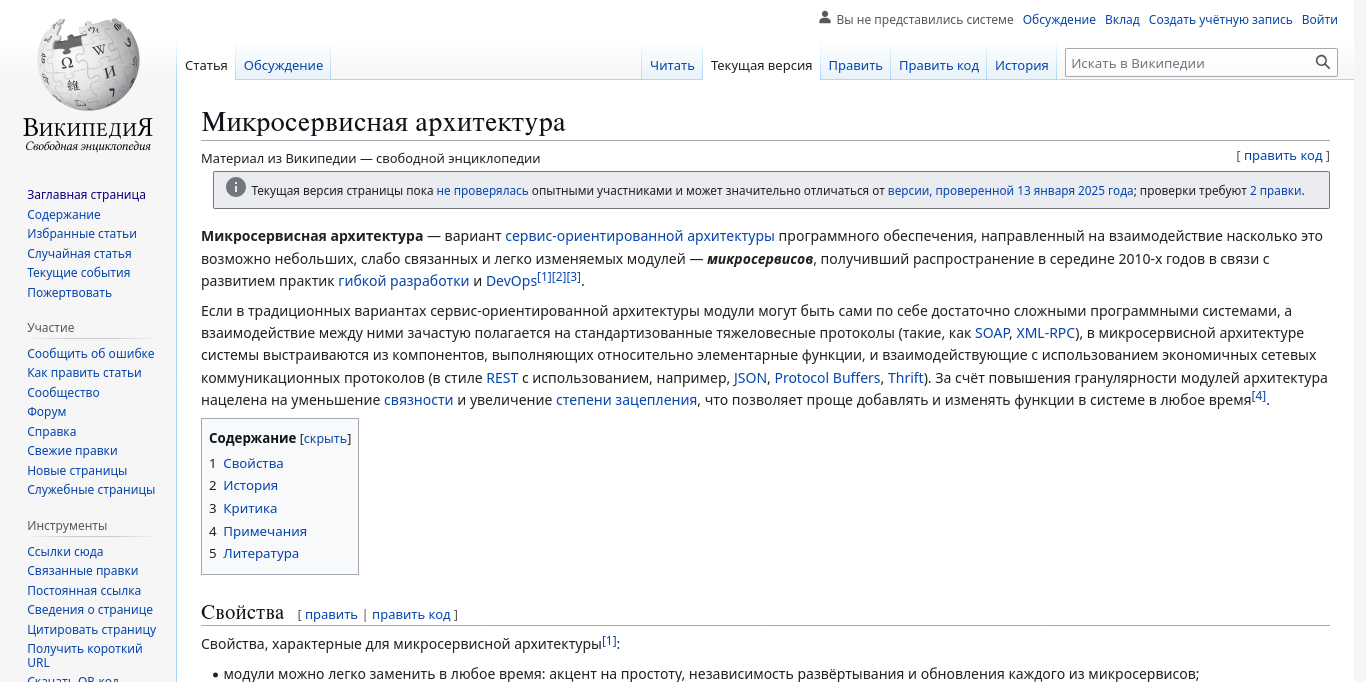 Вы не представились системе Обсуждение Вклад Создать учётную запись Войти
Статья Обсуждение Читать Текущая версия Править Править код История Искать в Википедии
ВикипедиЯ
Свободная энциклопедия
Заглавная страница
Содержание
Избранные статьи
Случайная статья
Текущие события
Пожертвовать
Участие
Сообщить об ошибке
Как править статьи
Сообщество
Форум
Справка
Свежие правки
Новые страницы
Служебные страницы
Инструменты
Ссылки сюда
Связанные правки
Постоянная ссылка
Сведения о странице
Цитировать страницу
Получить короткий
URL
Скачать QR-код
Микросервисная архитектура
Материал из Википедии — свободной энциклопедии [ править код ]
Текущая версия страницы пока не проверялась опытными участниками и может значительно отличаться от версии, проверенной 13 января 2025 года; проверки требуют 2 правки.
Микросервисная архитектура — вариант сервис-ориентированной архитектуры программного обеспечения, направленный на взаимодействие насколько это
возможно небольших, слабо связанных и легко изменяемых модулей — микросервисов, получивший распространение в середине 2010-х годов в связи с
развитием практик гибкой разработки и DevOps[1][2][3].
Если в традиционных вариантах сервис-ориентированной архитектуры модули могут быть сами по себе достаточно сложными программными системами, а
взаимодействие между ними зачастую полагается на стандартизованные тяжеловесные протоколы (такие, как SOAP, XML-RPC), в микросервисной архитектуре
системы выстраиваются из компонентов, выполняющих относительно элементарные функции, и взаимодействующие с использованием экономичных сетевых
коммуникационных протоколов (в стиле REST с использованием, например, JSON, Protocol Buffers, Thrift). За счёт повышения гранулярности модулей архитектура
нацелена на уменьшение связности и увеличение степени зацепления, что позволяет проще добавлять и изменять функции в системе в любое время[4].
Содержание [скрыть]
1 Свойства
2 История
3 Критика
4 Примечания
5 Литература
Свойства [ править | править код ]
Свойства, характерные для микросервисной архитектуры[1]:
• модули можно легко заменить в любое время: акцент на простоту, независимость развёртывания и обновления каждого из микросервисов;